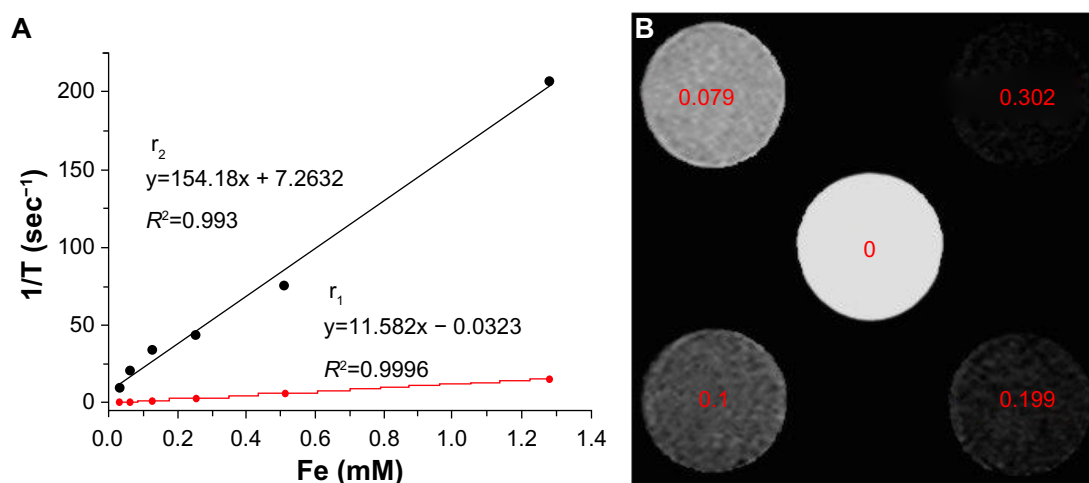 A
1/T (sec⁻¹)
200
150
100
50
0
r₂
y=154.18x + 7.2632
R²=0.993
r₁
y=11.582x − 0.0323
R²=0.9996
0.0 0.2 0.4 0.6 0.8 1.0 1.2 1.4
Fe (mM)
B
0.079 0.302
0
0.1 0.199